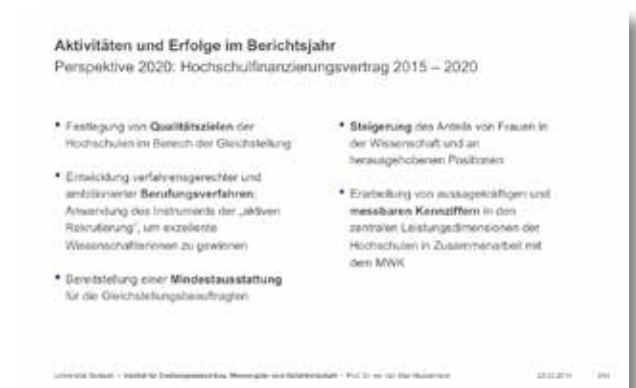 Aktivitäten und Erfolge im Berichtsjahr
Perspektive 2020: Hochschulfinanzierungsvertrag 2015 – 2020
• Festlegung von Qualitätszielen der
Hochschulen im Bereich der Gleichstellung
• Entwicklung verfahrensgerechter und
ambitionierter Berufungsverfahren;
Anwendung des Instruments der „aktiven
Rekrutierung", um exzellente
Wissenschaftlerinnen zu gewinnen
• Bereitstellung einer Mindestausstattung
für die Gleichstellungsbeauftragten
• Steigerung des Anteils von Frauen in
der Wissenschaft und an
herausgehobenen Positionen
• Erarbeitung von aussagekräftigen und
messbaren Kennziffern in den
zentralen Leistungsdimensionen der
Hochschulen in Zusammenarbeit mit
dem MWK